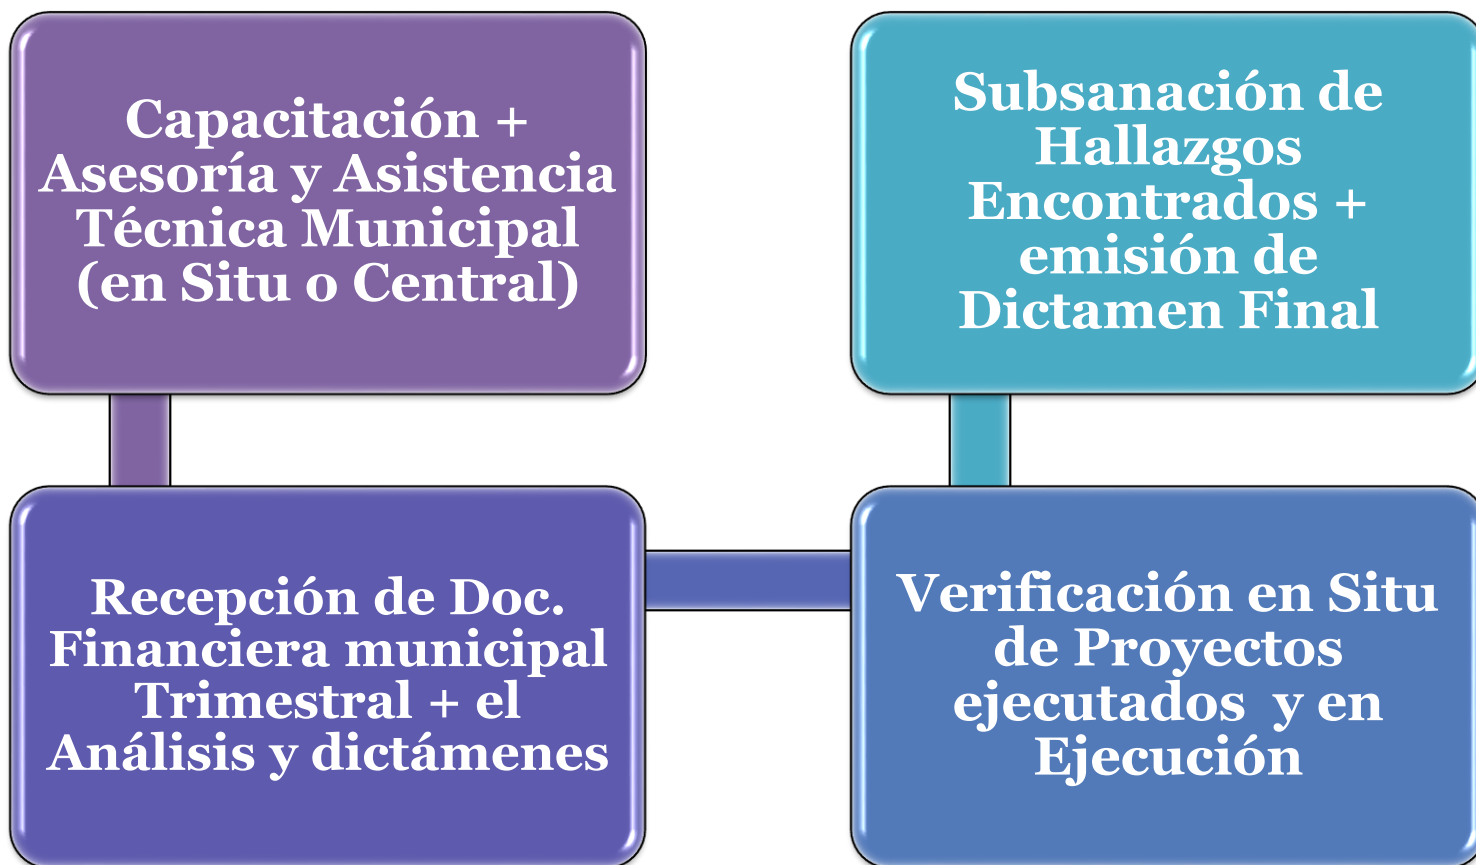 Capacitación +
Asesoría y Asistencia
Técnica Municipal
(en Situ o Central)
Recepción de Doc.
Financiera municipal
Trimestral + el
Análisis y dictámenes
Verificación en Situ
de Proyectos
ejecutados y en
Ejecución
Subsanación de
Hallazgos
Encontrados +
emisión de
Dictamen Final